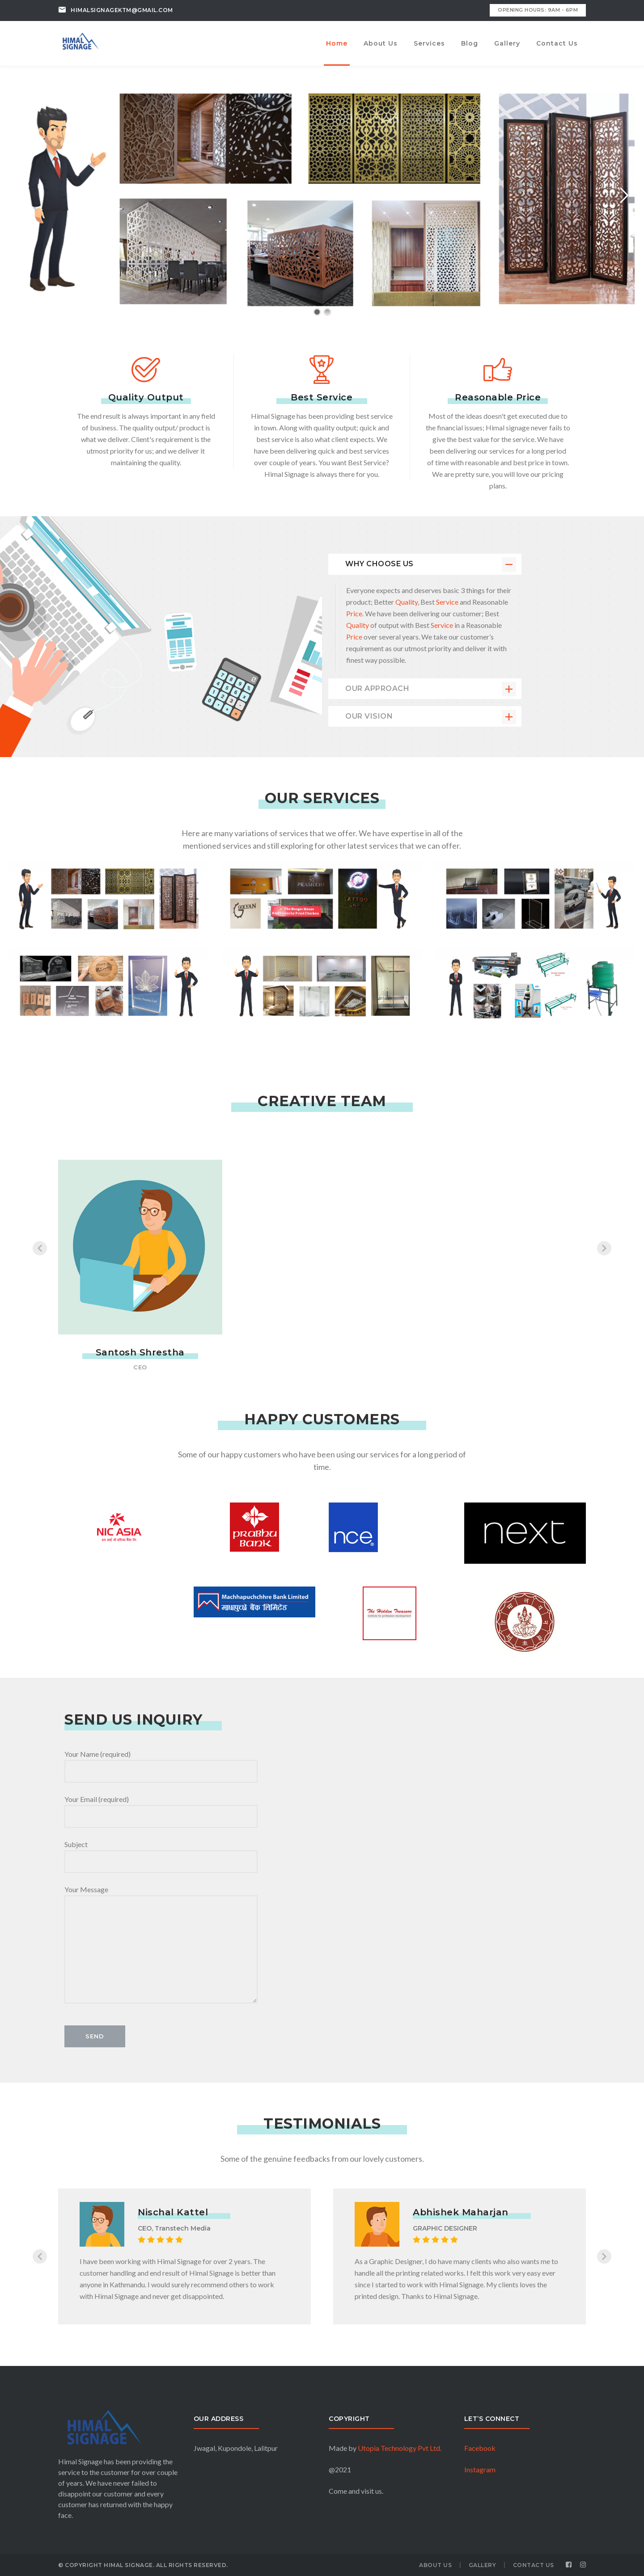 HIMALSIGNAGEKTM@GMAIL.COM
OPENING HOURS: 9AM - 6PM
HIMAL
SIGNAGE
Home
About Us
Services
Blog
Gallery
Contact Us
Quality Output
The end result is always important in any field
of business. The quality output/ product is
what we deliver. Client's requirement is the
utmost priority for us; and we deliver it
maintaining the quality.
Best Service
Himal Signage has been providing best service
in town. Along with quality output; quick and
best service is also what client expects. We
have been delivering quick and best services
over couple of years. You want Best Service?
Himal Signage is always there for you.
Reasonable Price
Most of the ideas doesn't get executed due to
the financial issues; Himal signage never fails to
give the best value for the service. We have
been delivering our services for a long period
of time with reasonable and best price in town.
We are pretty sure, you will love our pricing
plans.
WHY CHOOSE US
Everyone expects and deserves basic 3 things for their
product; Better Quality, Best Service and Reasonable
Price. We have been delivering our customer; Best
Quality of output with Best Service in a Reasonable
Price over several years. We take our customer's
requirement as our utmost priority and deliver it with
finest way possible.
OUR APPROACH
OUR VISION
OUR SERVICES
Here are many variations of services that we offer. We have expertise in all of the
mentioned services and still exploring for other latest services that we can offer.
CREATIVE TEAM
Santosh Shrestha
CEO
HAPPY CUSTOMERS
Some of our happy customers who have been using our services for a long period of
time.
NIC ASIA
PRABHU
BANK
nce
next
Machhapuchchhre Bank Limited
माछापुच्छ्रे बैंक लिमिटेड
The Hidden Treasure
SEND US INQUIRY
Your Name (required)
Your Email (required)
Subject
Your Message
SEND
TESTIMONIALS
Some of the genuine feedbacks from our lovely customers.
Nischal Kattel
CEO, Transtech Media
I have been working with Himal Signage for over 2 years. The
customer handling and end result of Himal Signage is better than
anyone in Kathmandu. I would surely recommend others to work
with Himal Signage and never get disappointed.
Abhishek Maharjan
GRAPHIC DESIGNER
As a Graphic Designer, I do have many clients who also wants me to
handle all the printing related works. I felt this work very easy ever
since I started to work with Himal Signage. My clients loves the
printed design. Thanks to Himal Signage.
HIMAL
SIGNAGE
Himal Signage has been providing the
service to the customer for over couple
of years. We have never failed to
disappoint our customer and every
customer has returned with the happy
face.
OUR ADDRESS
Jwagal, Kupondole, Lalitpur
COPYRIGHT
Made by Utopia Technology Pvt Ltd.
@2021
Come and visit us.
LET'S CONNECT
Facebook
Instagram
© COPYRIGHT HIMAL SIGNAGE. ALL RIGHTS RESERVED.
ABOUT US
GALLERY
CONTACT US